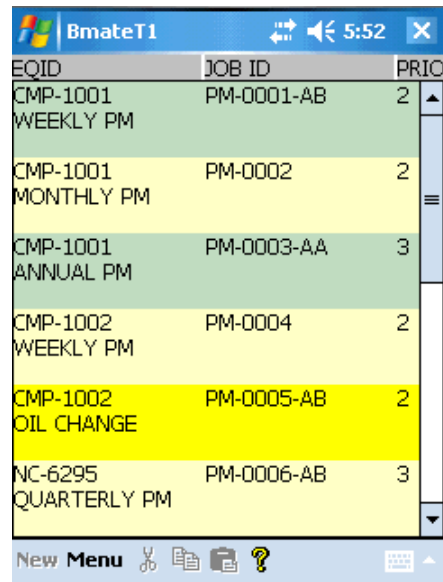 BmateT1 5:52
EQID JOB ID PRIO
CMP-1001 PM-0001-AB 2
WEEKLY PM
CMP-1001 PM-0002 2
MONTHLY PM
CMP-1001 PM-0003-AA 3
ANNUAL PM
CMP-1002 PM-0004 2
WEEKLY PM
CMP-1002 PM-0005-AB 2
OIL CHANGE
NC-6295 PM-0006-AB 3
QUARTERLY PM
New Menu